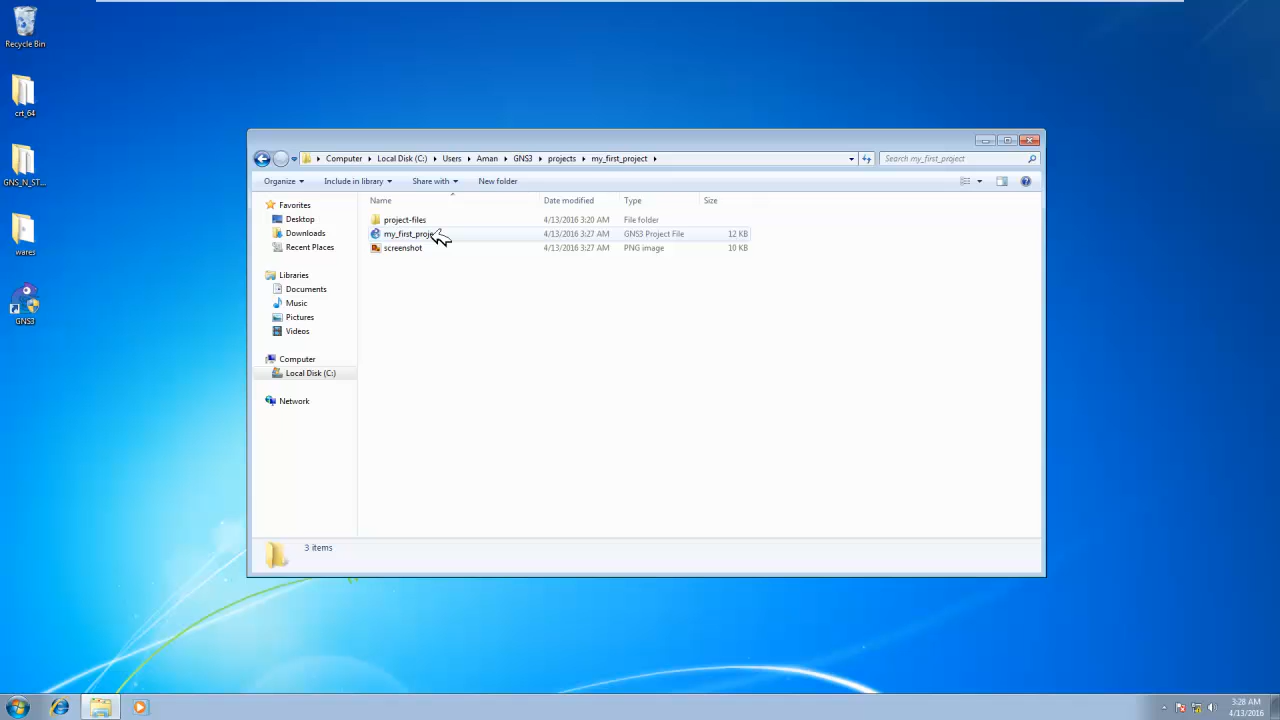 Recycle Bin
crt_64
GNS_N_ST...
wares
GNS3
Computer Local Disk (C:) Users Aman GNS3 projects my_first_project
Search my_first_project
Organize Include in library Share with New folder
Name Date modified Type Size
project-files 4/13/2016 3:20 AM File folder
my_first_proje 4/13/2016 3:27 AM GNS3 Project File 12 KB
screenshot 4/13/2016 3:27 AM PNG image 10 KB
Favorites
Desktop
Downloads
Recent Places
Libraries
Documents
Music
Pictures
Videos
Computer
Local Disk (C:)
Network
3 items
3:28 AM
4/13/2016